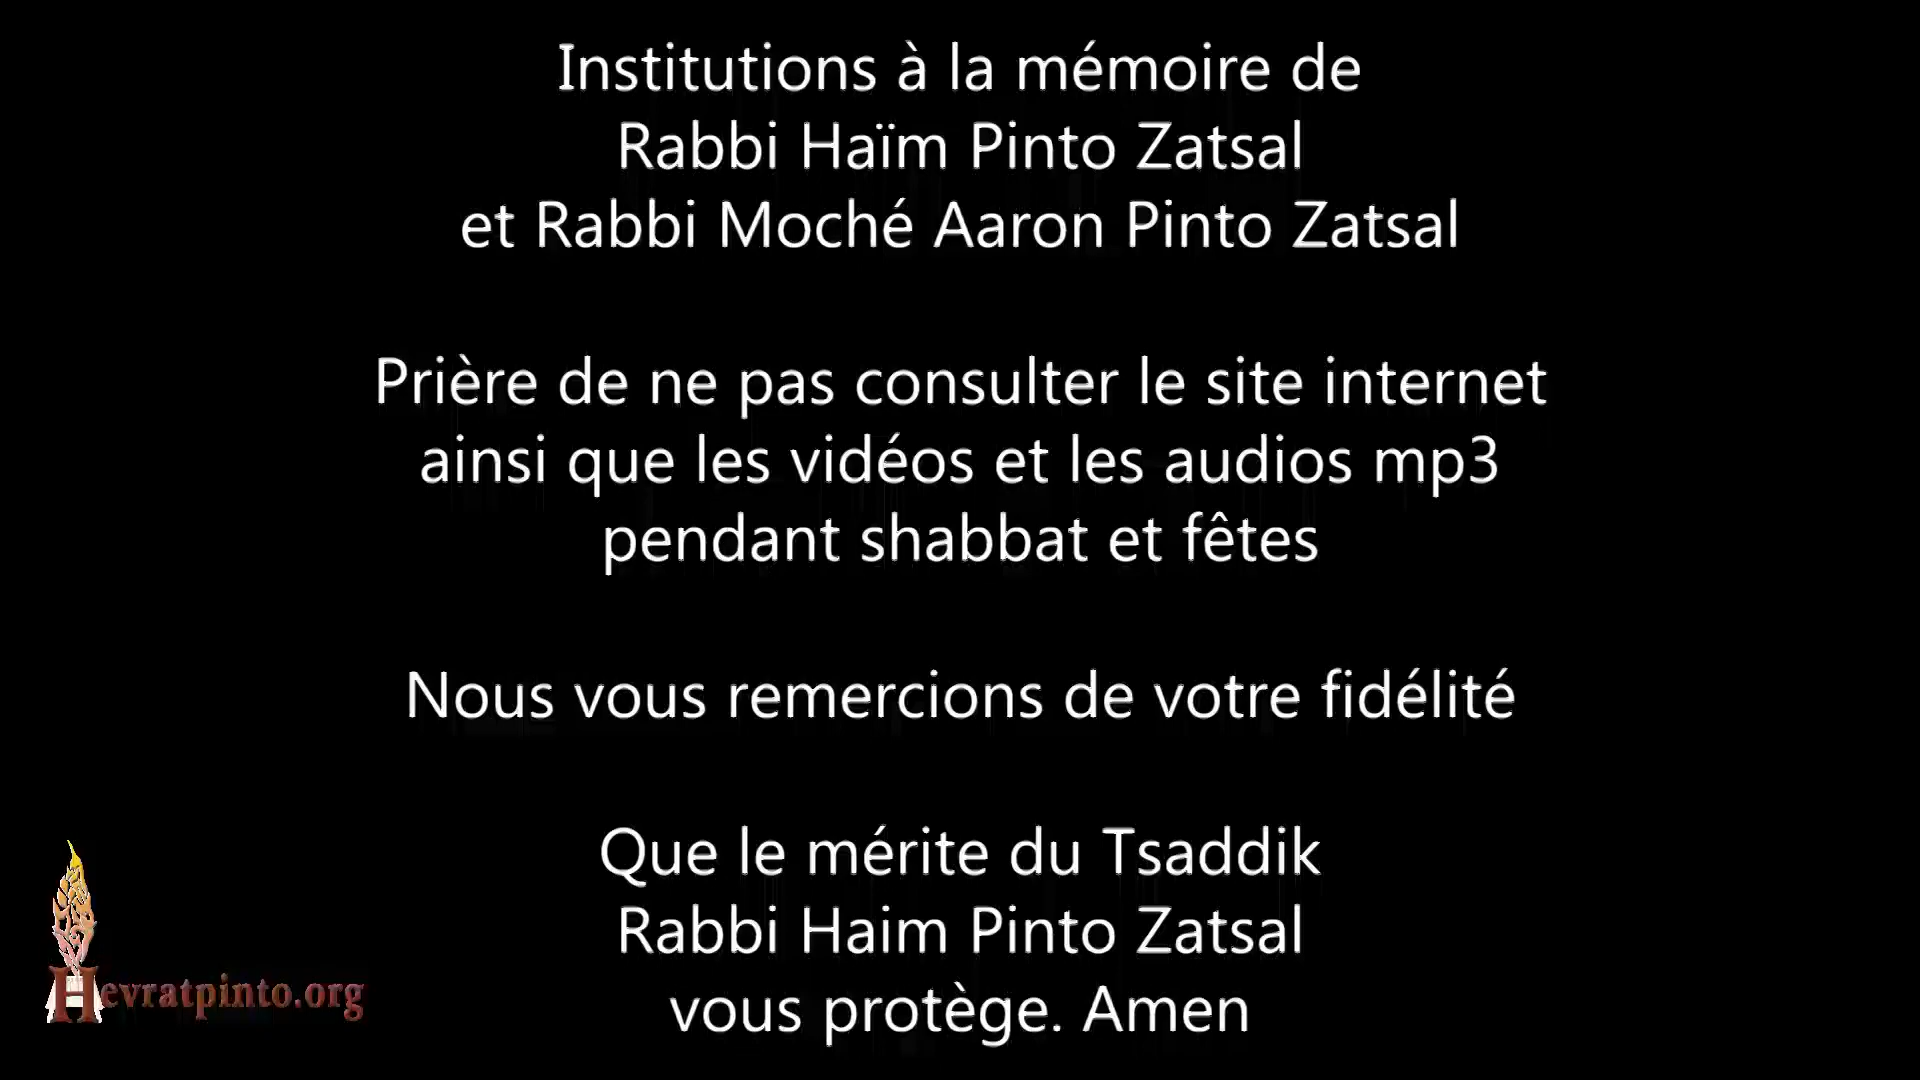 Institutions à la mémoire de
Rabbi Haïm Pinto Zatsal
et Rabbi Moché Aaron Pinto Zatsal
Prière de ne pas consulter le site internet
ainsi que les vidéos et les audios mp3
pendant shabbat et fêtes
Nous vous remercions de votre fidélité
Que le mérite du Tsaddik
Rabbi Haim Pinto Zatsal
vous protège. Amen
Hevratpinto.org